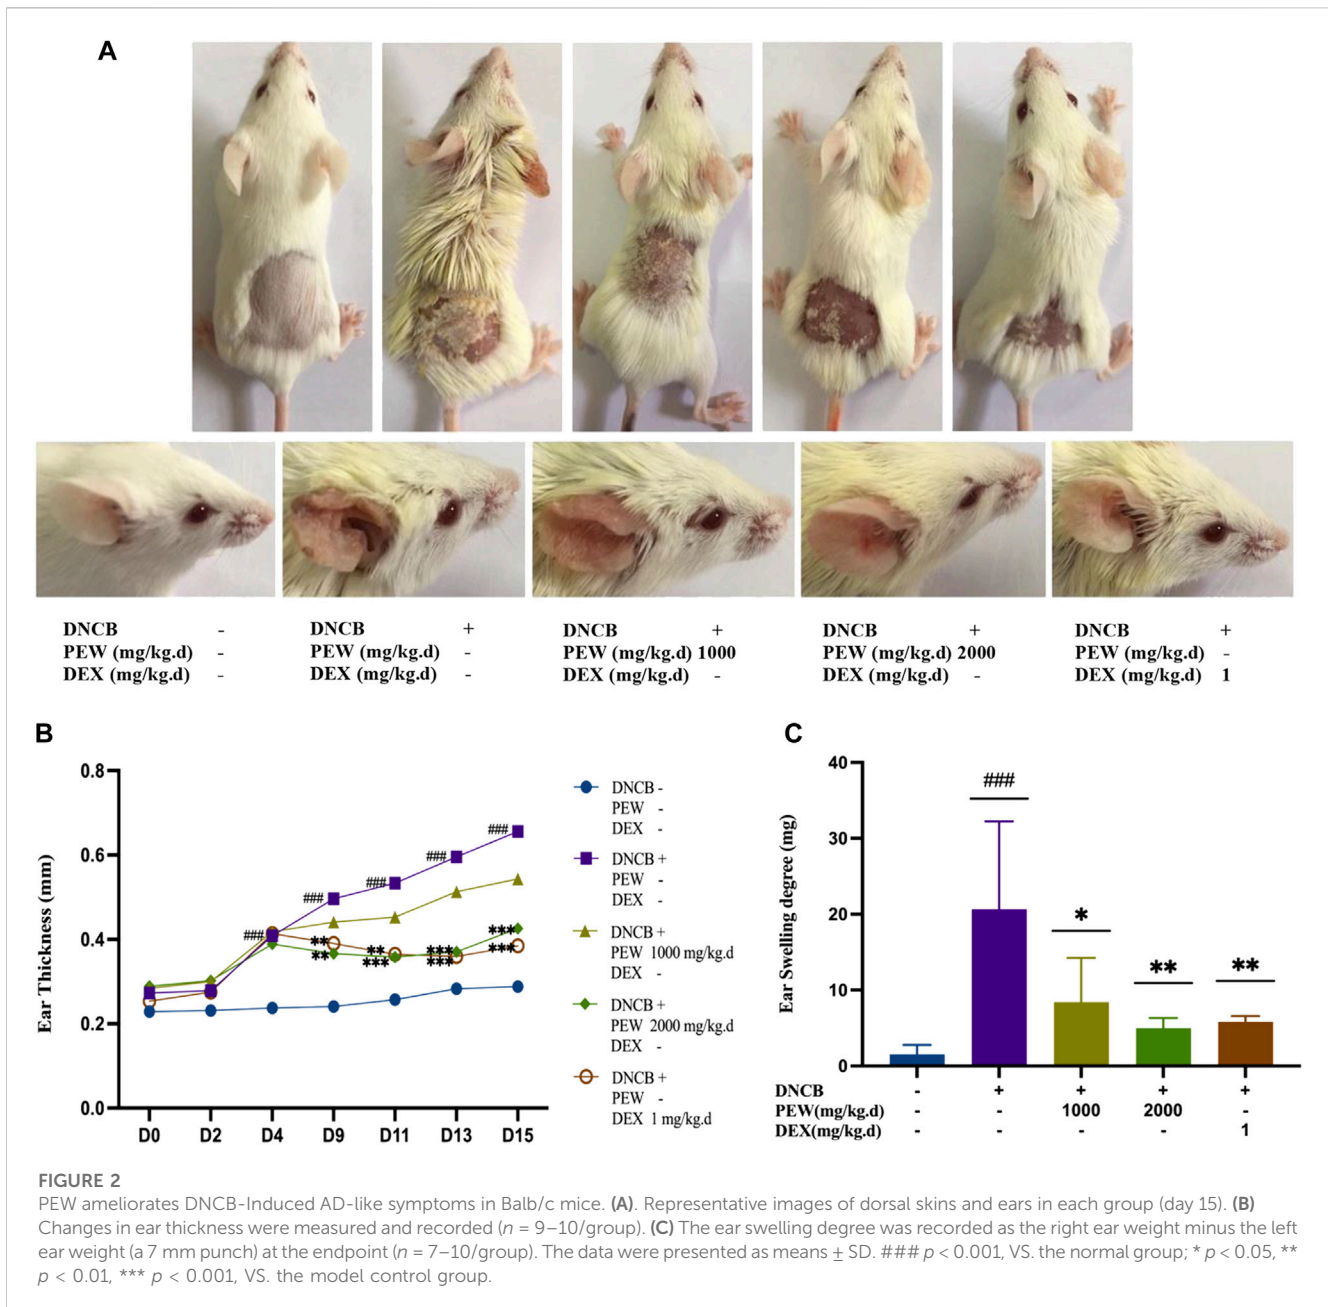 A
DNCB -
PEW (mg/kg.d) -
DEX (mg/kg.d) -
DNCB +
PEW (mg/kg.d) -
DEX (mg/kg.d) -
DNCB +
PEW (mg/kg.d) 1000
DEX (mg/kg.d) -
DNCB +
PEW (mg/kg.d) 2000
DEX (mg/kg.d) -
DNCB +
PEW (mg/kg.d) -
DEX (mg/kg.d) 1
B
Ear Thickness (mm)
0.8
0.6
0.4
0.2
0.0
D0 D2 D4 D9 D11 D13 D15
### ### ### ### ###
** ** *** ***
** *** *** ***
DNCB -
PEW -
DEX -
DNCB +
PEW -
DEX -
DNCB +
PEW 1000 mg/kg.d
DEX -
DNCB +
PEW 2000 mg/kg.d
DEX -
DNCB +
PEW -
DEX 1 mg/kg.d
C
Ear Swelling degree (mg)
40
30
20
10
0
### * ** **
DNCB - + + + +
PEW(mg/kg.d) - - 1000 2000 -
DEX(mg/kg.d) - - - - 1
FIGURE 2
PEW ameliorates DNCB-Induced AD-like symptoms in Balb/c mice. (A). Representative images of dorsal skins and ears in each group (day 15). (B)
Changes in ear thickness were measured and recorded (n = 9–10/group). (C) The ear swelling degree was recorded as the right ear weight minus the left
ear weight (a 7 mm punch) at the endpoint (n = 7–10/group). The data were presented as means ± SD. ### p < 0.001, VS. the normal group; * p < 0.05, **
p < 0.01, *** p < 0.001, VS. the model control group.